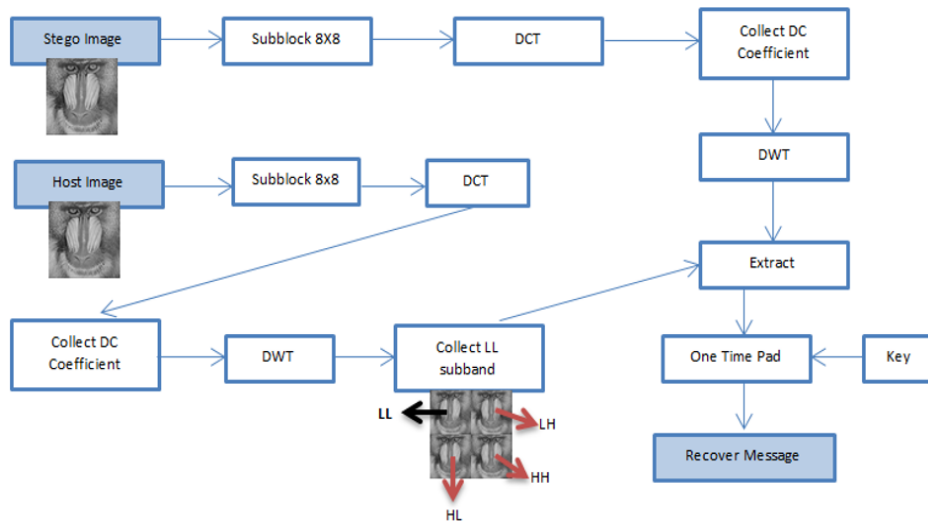 Stego Image
Subblock 8X8
DCT
Collect DC
Coefficient
DWT
Host Image
Subblock 8x8
DCT
Extract
Collect DC
Coefficient
DWT
Collect LL
subband
One Time Pad
Key
LL
LH
HH
HL
Recover Message